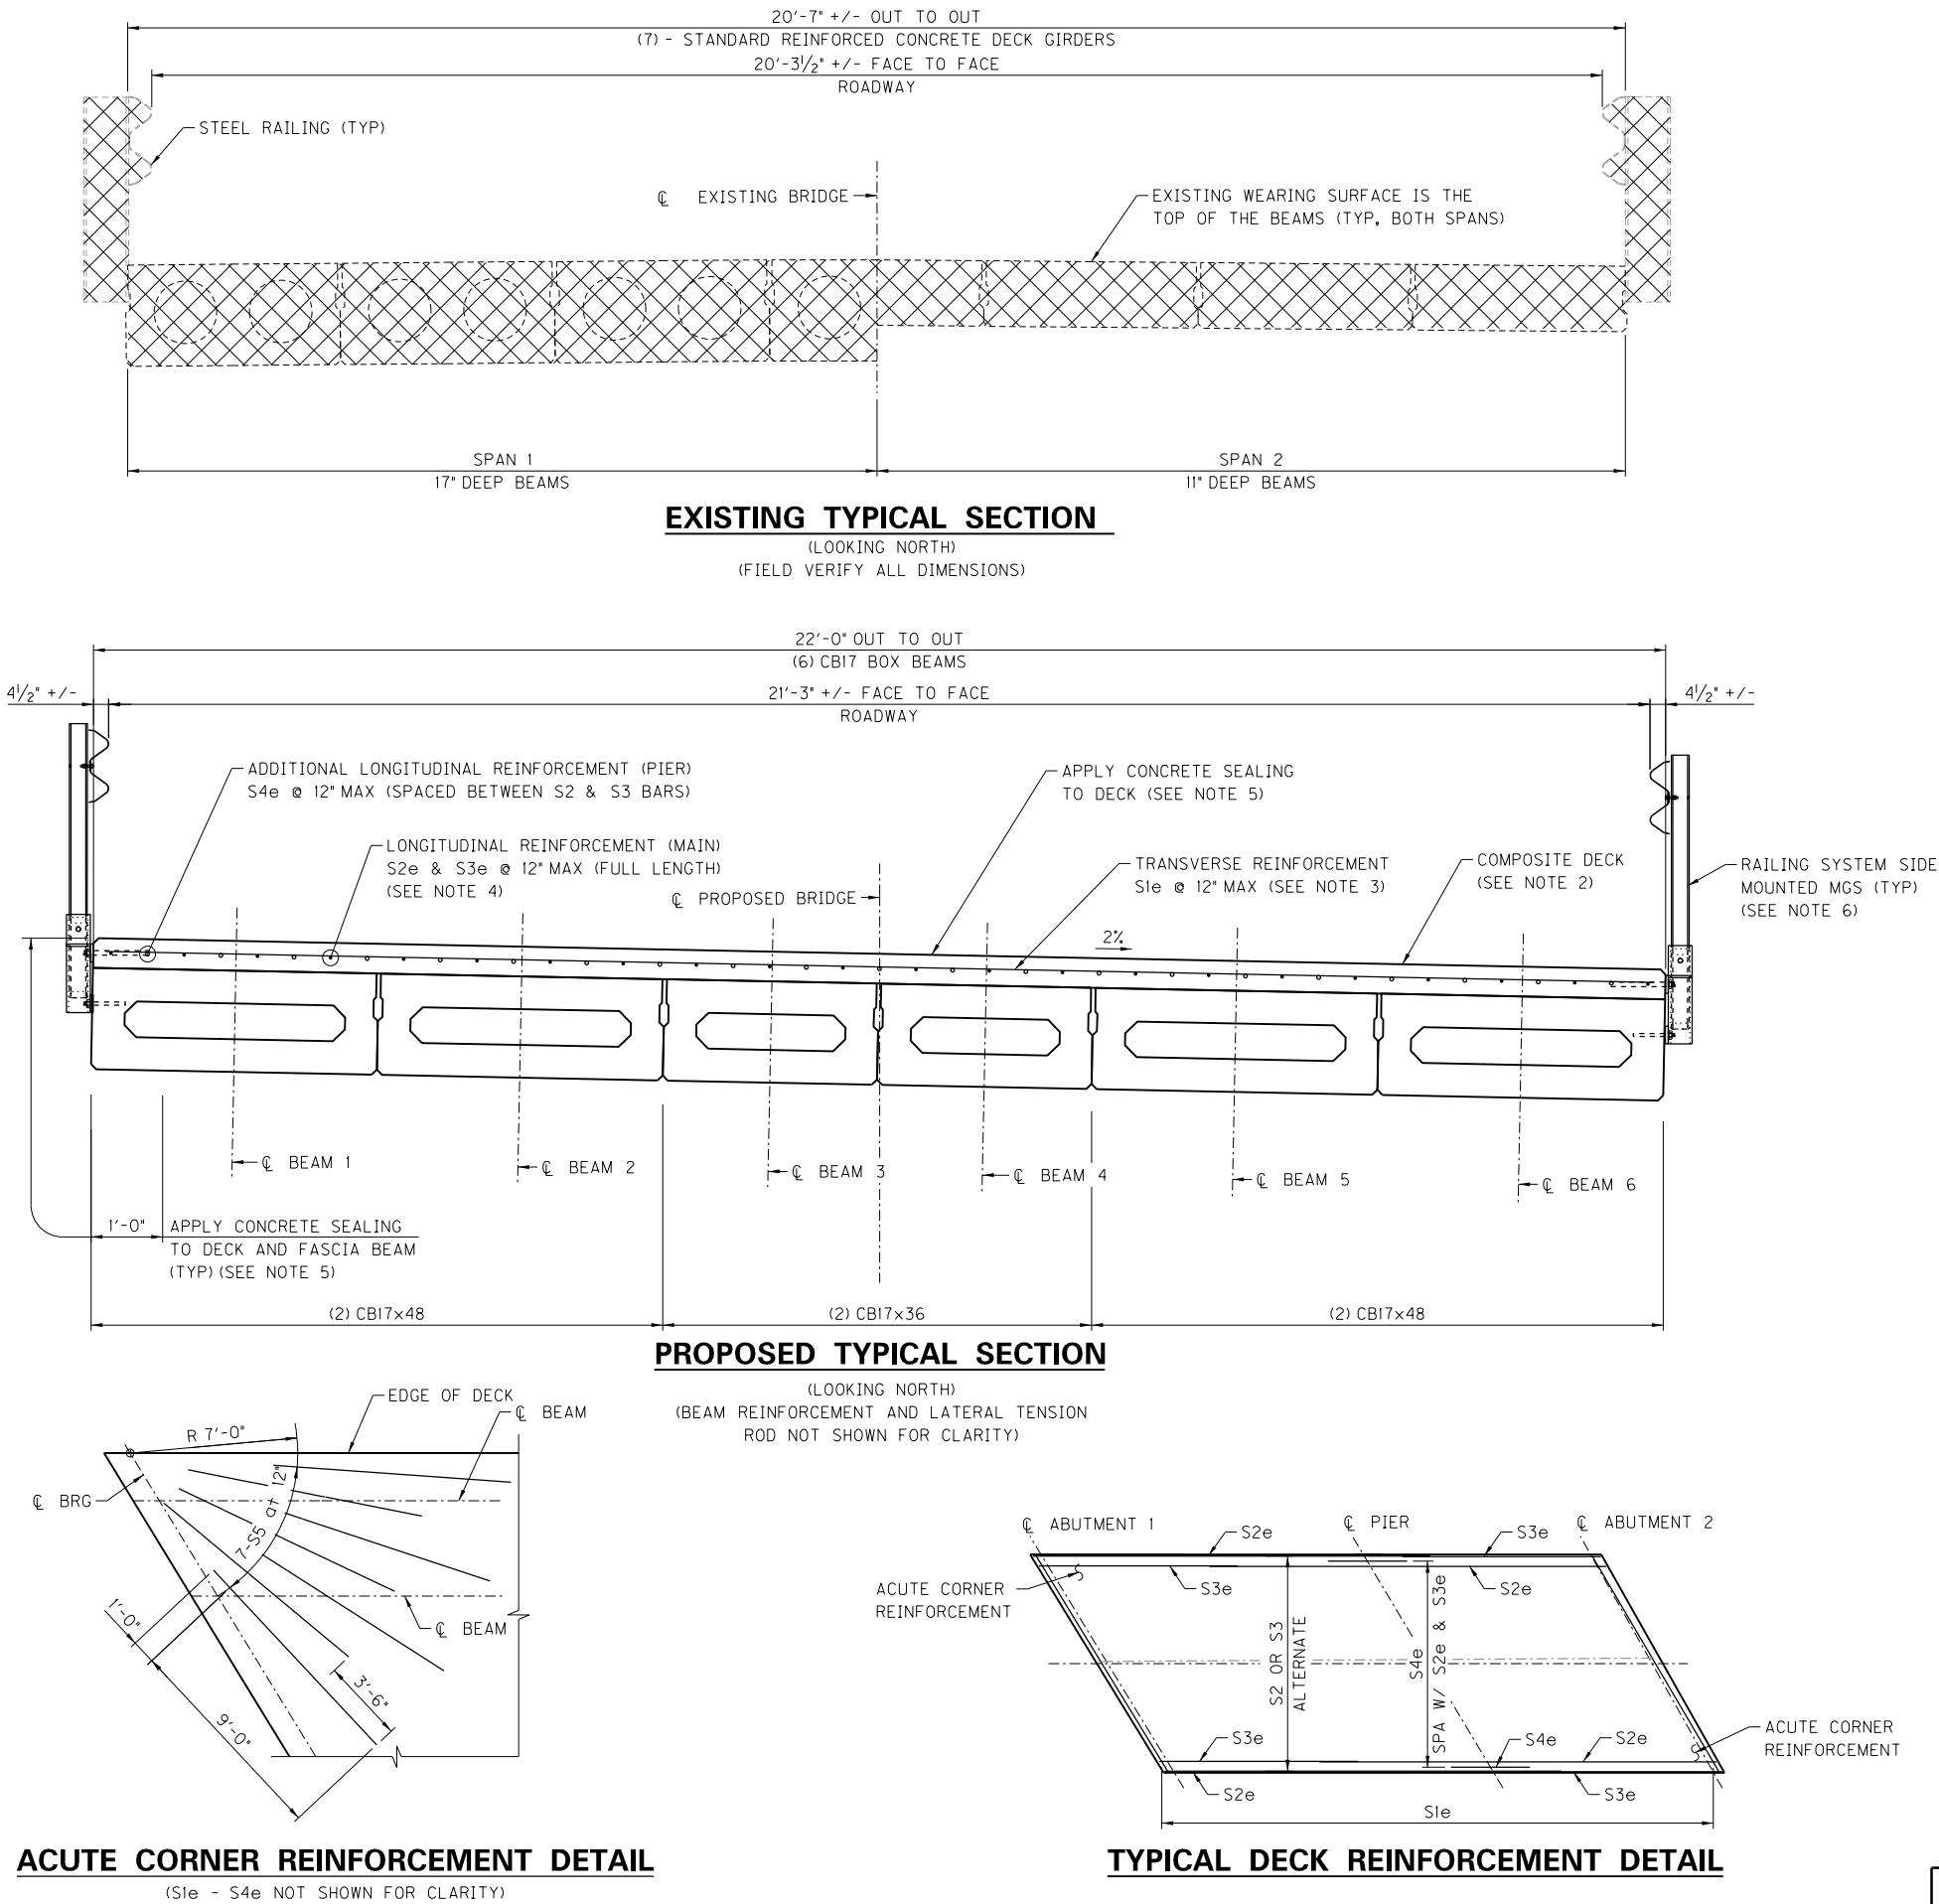 20'-7" +/- OUT TO OUT
(7) - STANDARD REINFORCED CONCRETE DECK GIRDERS
20'-3½" +/- FACE TO FACE
ROADWAY
STEEL RAILING (TYP)
℄ EXISTING BRIDGE
EXISTING WEARING SURFACE IS THE
TOP OF THE BEAMS (TYP, BOTH SPANS)
SPAN 1
17" DEEP BEAMS
SPAN 2
11" DEEP BEAMS
EXISTING TYPICAL SECTION
(LOOKING NORTH)
(FIELD VERIFY ALL DIMENSIONS)
22'-0" OUT TO OUT
(6) CB17 BOX BEAMS
4½" +/-
21'-3" +/- FACE TO FACE
ROADWAY
4½" +/-
ADDITIONAL LONGITUDINAL REINFORCEMENT (PIER)
S4e @ 12" MAX (SPACED BETWEEN S2 & S3 BARS)
LONGITUDINAL REINFORCEMENT (MAIN)
S2e & S3e @ 12" MAX (FULL LENGTH)
(SEE NOTE 4)
℄ PROPOSED BRIDGE
APPLY CONCRETE SEALING
TO DECK (SEE NOTE 5)
TRANSVERSE REINFORCEMENT
S1e @ 12" MAX (SEE NOTE 3)
COMPOSITE DECK
(SEE NOTE 2)
RAILING SYSTEM SIDE
MOUNTED MGS (TYP)
(SEE NOTE 6)
2%
℄ BEAM 1
℄ BEAM 2
℄ BEAM 3
℄ BEAM 4
℄ BEAM 5
℄ BEAM 6
1'-0"
APPLY CONCRETE SEALING
TO DECK AND FASCIA BEAM
(TYP) (SEE NOTE 5)
(2) CB17x48
(2) CB17x36
(2) CB17x48
PROPOSED TYPICAL SECTION
(LOOKING NORTH)
(BEAM REINFORCEMENT AND LATERAL TENSION
ROD NOT SHOWN FOR CLARITY)
EDGE OF DECK
℄ BEAM
R 7'-0"
℄ BRG
7-S5 at 12"
℄ BEAM
1'-0"
3'-6"
9'-0"
ACUTE CORNER REINFORCEMENT DETAIL
(S1e - S4e NOT SHOWN FOR CLARITY)
℄ ABUTMENT 1
S2e
℄ PIER
S3e
℄ ABUTMENT 2
ACUTE CORNER
REINFORCEMENT
S3e
S2e
S2 OR S3
ALTERNATE
S4e
SPA W/ S2e & S3e
S3e
S4e
S2e
ACUTE CORNER
REINFORCEMENT
S2e
S3e
S1e
TYPICAL DECK REINFORCEMENT DETAIL